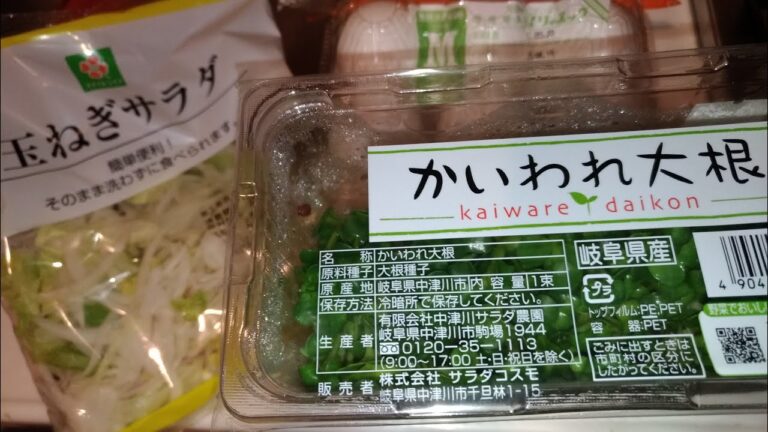 玉ねぎサラダ
簡単便利!
そのまま洗わずに食べられます。
M
かいわれ大根
kaiware daikon
名 称 かいわれ大根
原料種子 大根種子
原 産 地 岐阜県中津川市 内 容 量 1束
保存方法 冷暗所で保存してください。
生 産 者 有限会社中津川サラダ農園
岐阜県中津川市駒場1944
0120-35-1113
(9:00~17:00 土・日・祝日を除く)
販 売 者 株式会社 サラダコスモ
岐阜県中津川市千旦林1-15
岐阜県産
プラ
トップフィルム:PE,PET
容 器:PET
ごみに出すときは
市町村の区分に
したがってください。
4904
野菜でおいし